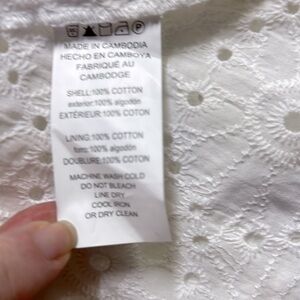 MADE IN CAMBODIA
HECHO EN CAMBOYA
FABRIQUÉ AU
CAMBODGE
SHELL:100% COTTON
exterior:100% algodón
EXTÉRIEUR:100% COTON
LINING:100% COTTON
forro:100% algodón
DOUBLURE:100% COTON
MACHINE WASH COLD
DO NOT BLEACH
LINE DRY
COOL IRON
OR DRY CLEAN